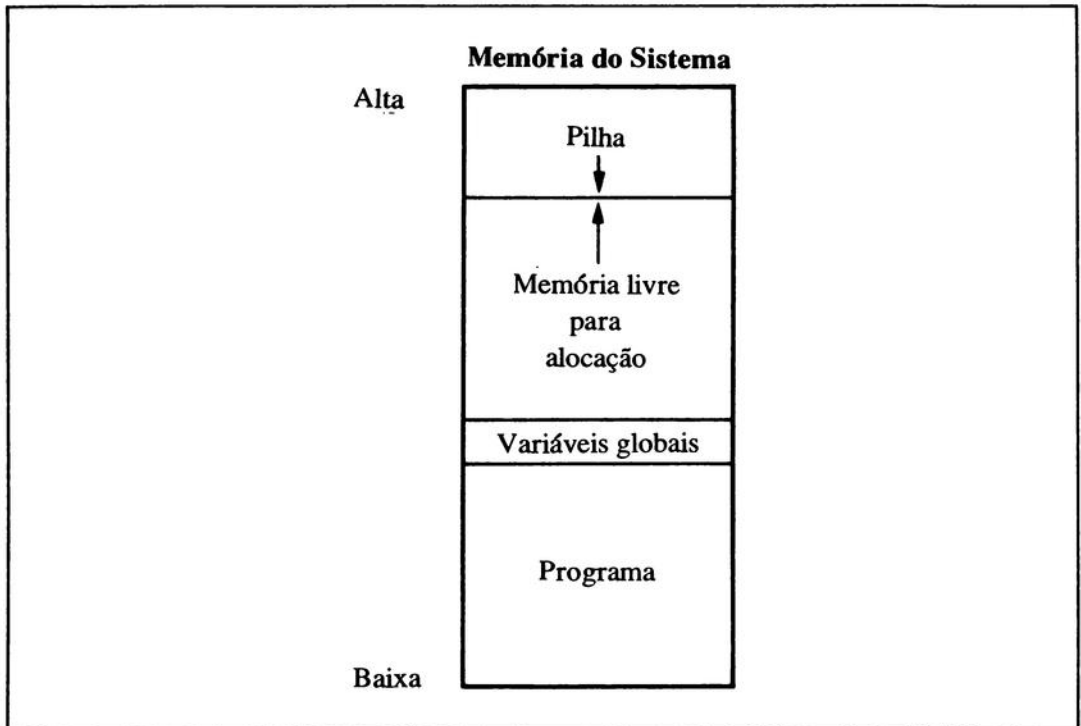 Memória do Sistema
Alta
Pilha
Memória livre
para
alocação
Variáveis globais
Programa
Baixa